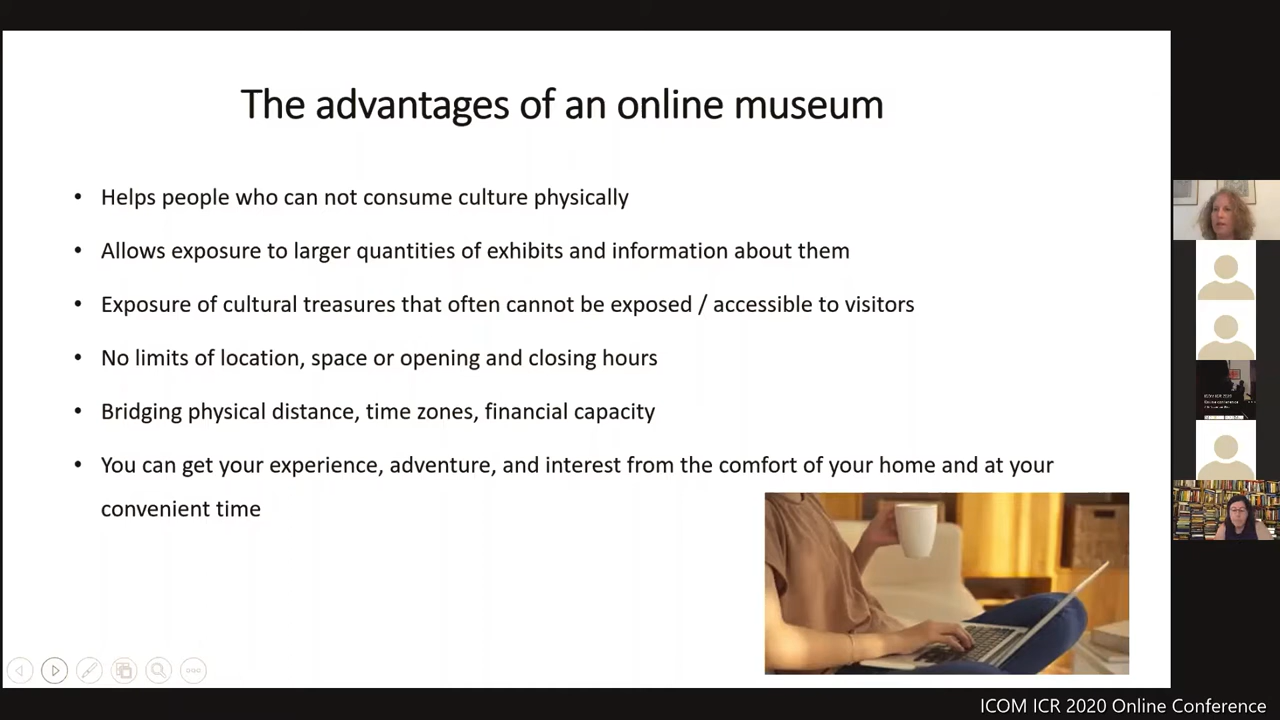 The advantages of an online museum
• Helps people who can not consume culture physically
• Allows exposure to larger quantities of exhibits and information about them
• Exposure of cultural treasures that often cannot be exposed / accessible to visitors
• No limits of location, space or opening and closing hours
• Bridging physical distance, time zones, financial capacity
• You can get your experience, adventure, and interest from the comfort of your home and at your
convenient time
ICOM ICR 2020 Online Conference